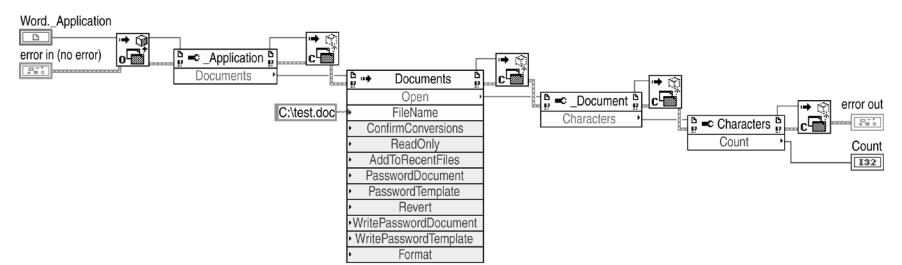 Word._Application
error in (no error)
O
_Application
Documents
C
Documents
Open
C:\test.doc
FileName
ConfirmConversions
ReadOnly
AddToRecentFiles
PasswordDocument
PasswordTemplate
Revert
WritePasswordDocument
WritePasswordTemplate
Format
C
_Document
Characters
C
Characters
Count
C
error out
Count
I32